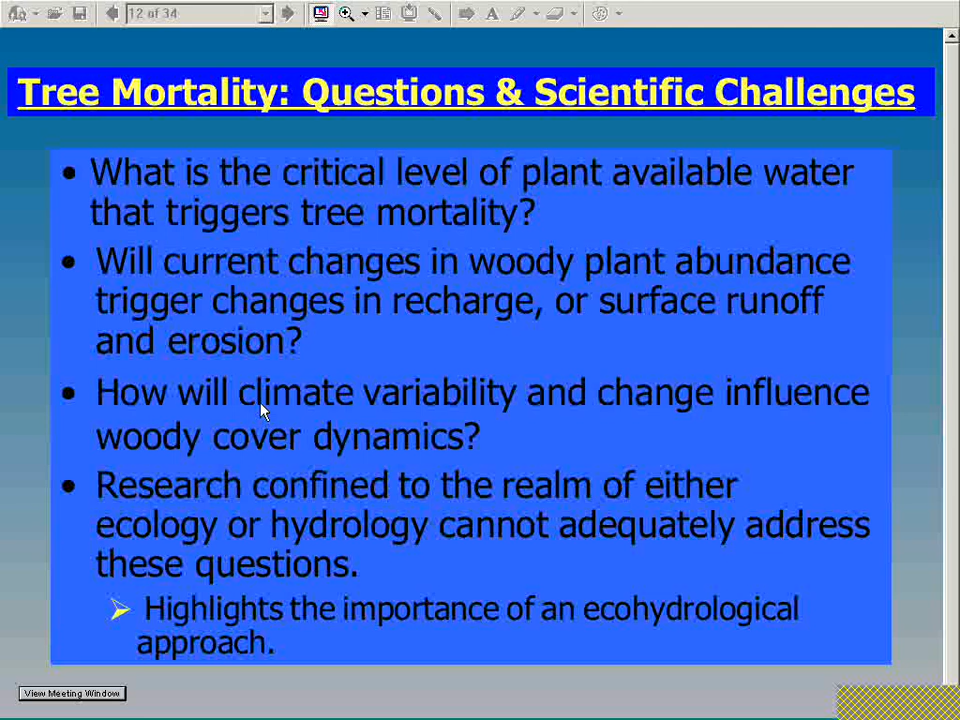 12 of 34
Tree Mortality: Questions & Scientific Challenges
• What is the critical level of plant available water
that triggers tree mortality?
• Will current changes in woody plant abundance
trigger changes in recharge, or surface runoff
and erosion?
• How will climate variability and change influence
woody cover dynamics?
• Research confined to the realm of either
ecology or hydrology cannot adequately address
these questions.
Highlights the importance of an ecohydrological
approach.
View Meeting Window